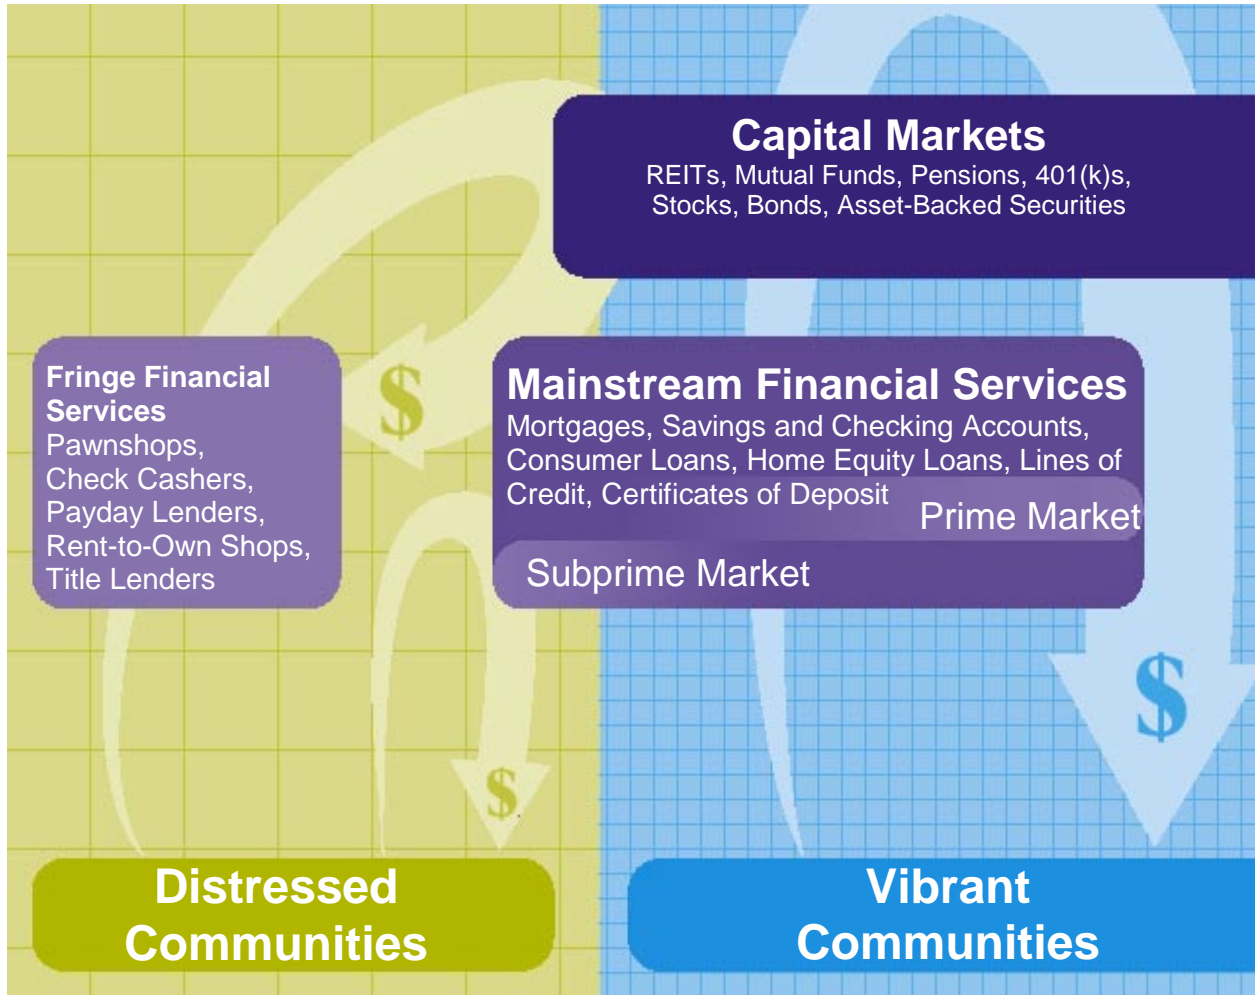 Capital Markets
REITs, Mutual Funds, Pensions, 401(k)s,
Stocks, Bonds, Asset-Backed Securities
Fringe Financial
Services
Pawnshops,
Check Cashers,
Payday Lenders,
Rent-to-Own Shops,
Title Lenders
$
Mainstream Financial Services
Mortgages, Savings and Checking Accounts,
Consumer Loans, Home Equity Loans, Lines of
Credit, Certificates of Deposit
Prime Market
Subprime Market
$
$
Distressed
Communities
Vibrant
Communities